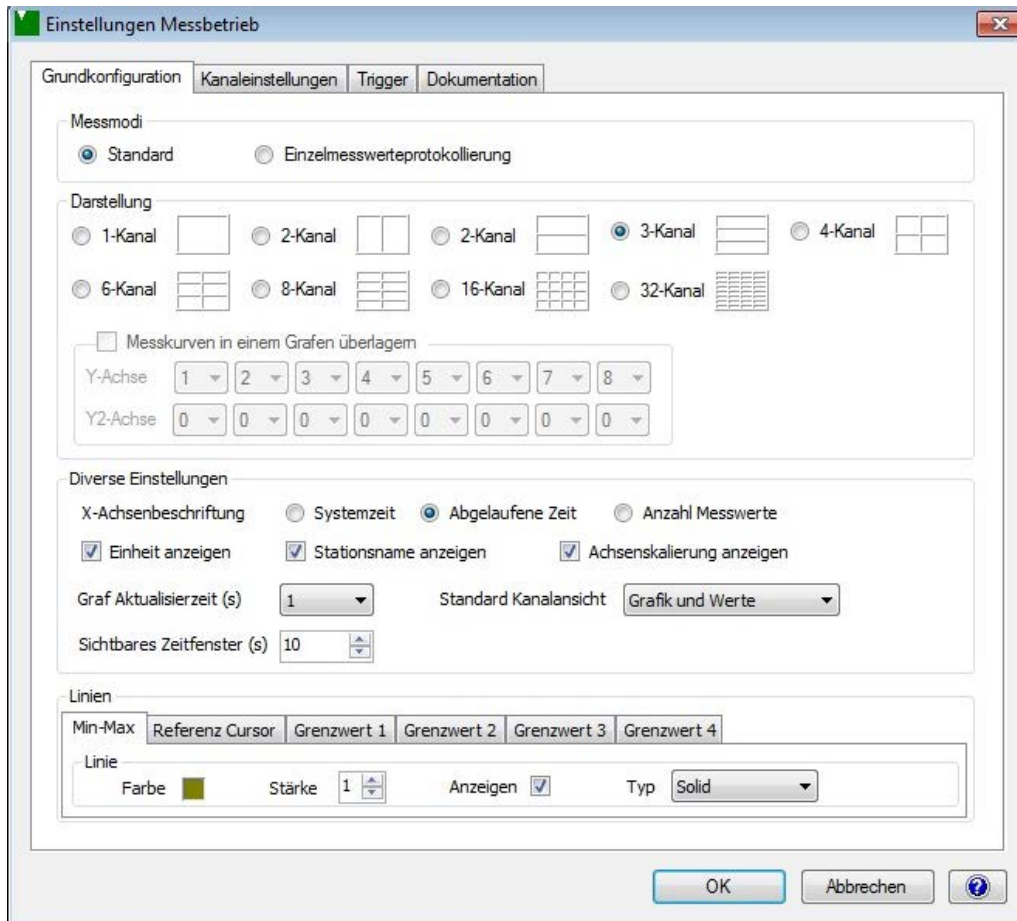 Einstellungen Messbetrieb
Grundkonfiguration Kanaleinstellungen Trigger Dokumentation
Messmodi
Standard Einzelmesswerteprotokollierung
Darstellung
1-Kanal 2-Kanal 2-Kanal 3-Kanal 4-Kanal
6-Kanal 8-Kanal 16-Kanal 32-Kanal
Messkurven in einem Grafen überlagern
Y-Achse 1 2 3 4 5 6 7 8
Y2-Achse 0 0 0 0 0 0 0 0
Diverse Einstellungen
X-Achsenbeschriftung Systemzeit Abgelaufene Zeit Anzahl Messwerte
Einheit anzeigen Stationsname anzeigen Achsenskalierung anzeigen
Graf Aktualisierzeit (s) 1 Standard Kanalansicht Grafik und Werte
Sichtbares Zeitfenster (s) 10
Linien
Min-Max Referenz Cursor Grenzwert 1 Grenzwert 2 Grenzwert 3 Grenzwert 4
Linie
Farbe Stärke 1 Anzeigen Typ Solid
OK Abbrechen ?